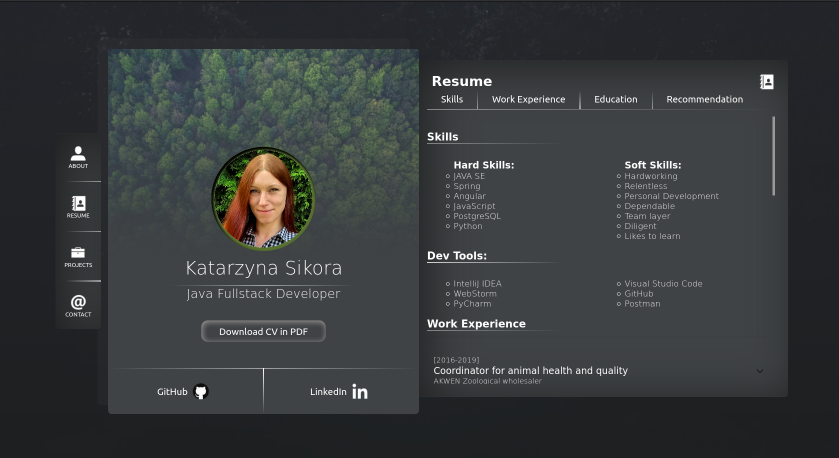 ABOUT
RESUME
PROJECTS
CONTACT
Katarzyna Sikora
Java Fullstack Developer
Download CV in PDF
GitHub
LinkedIn in
Resume
Skills Work Experience Education Recommendation
Skills
Hard Skills:
JAVA SE
Spring
Angular
JavaScript
PostgreSQL
Python
Soft Skills:
Hardworking
Relentless
Personal Development
Dependable
Team layer
Diligent
Likes to learn
Dev Tools:
IntelliJ IDEA
WebStorm
PyCharm
Visual Studio Code
GitHub
Postman
Work Experience
[2016-2019]
Coordinator for animal health and quality
AKWEN Zoological wholesaler